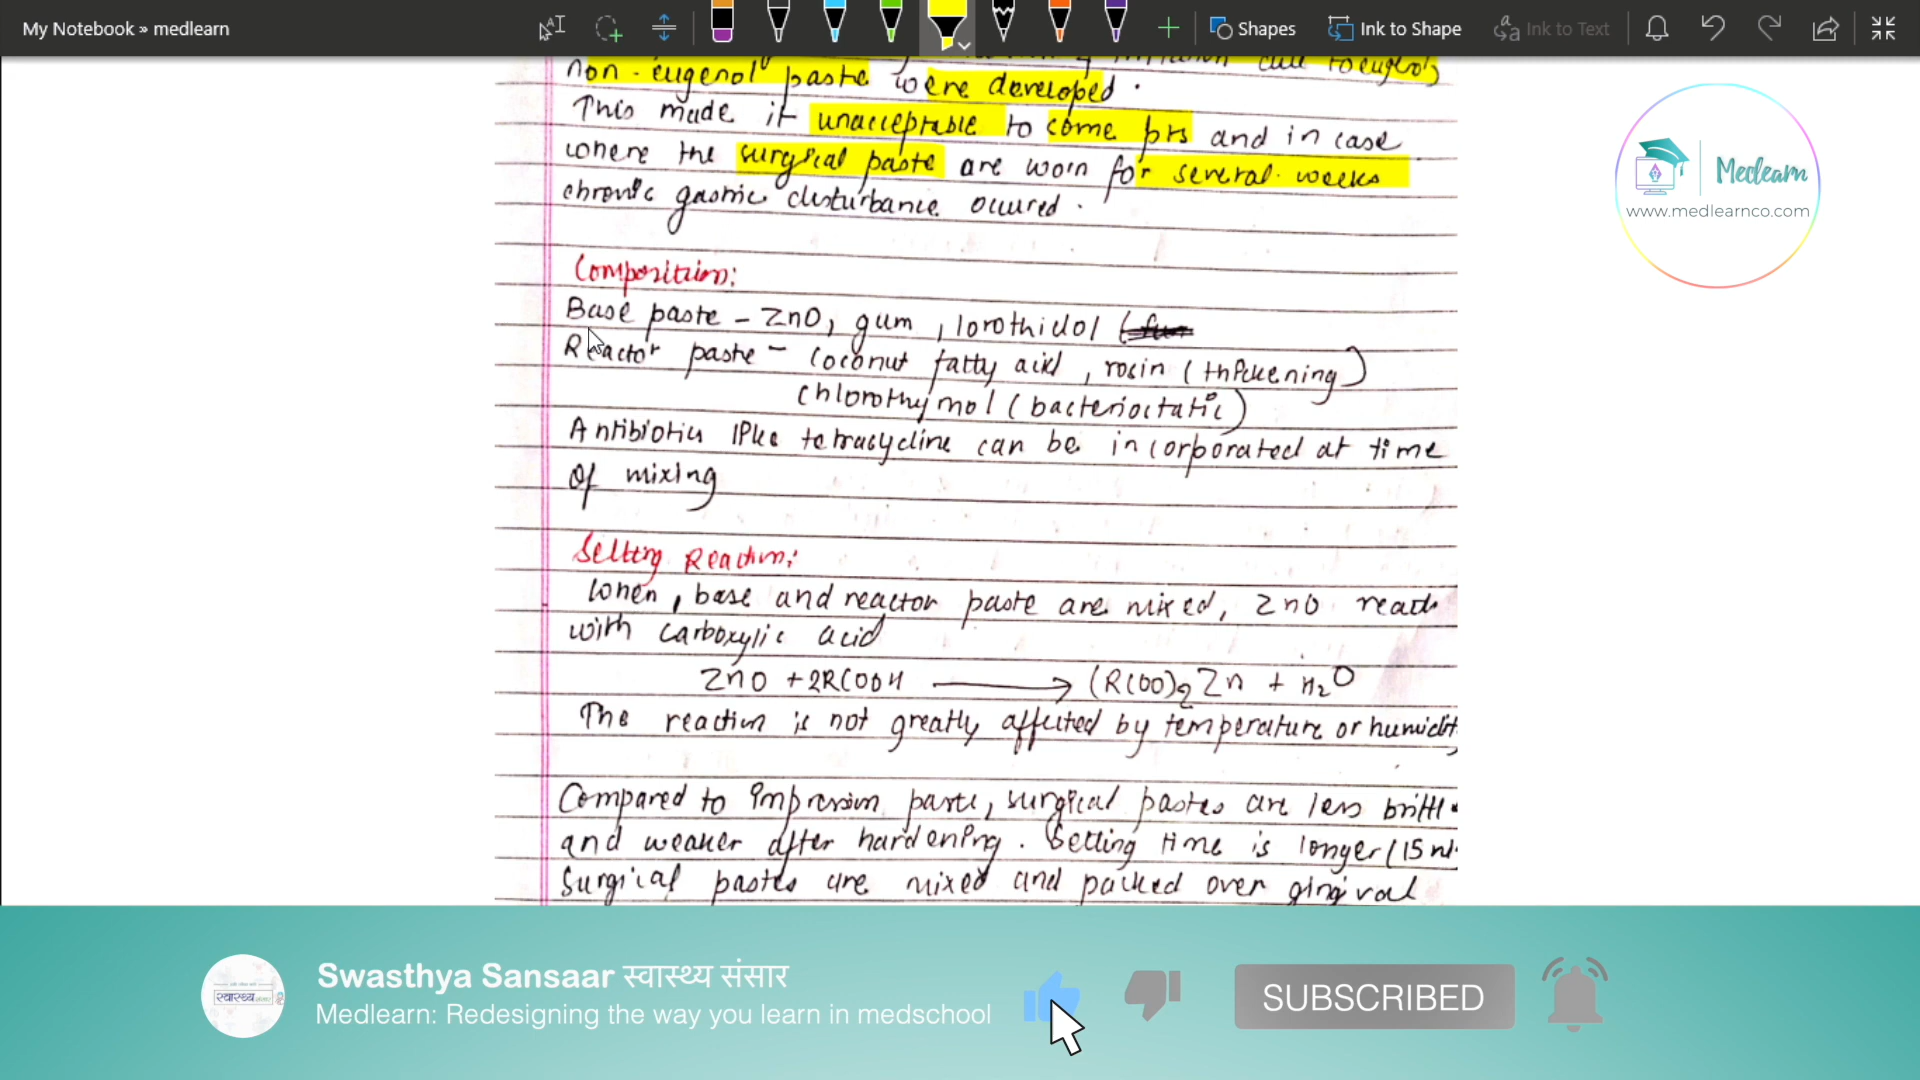 My Notebook » medlearn
Shapes
Ink to Shape
Ink to Text
non-eugenol paste were developed.
This made it unacceptable to come pts and in case
where the surgical paste are worn for several weeks
chronic gastric disturbance occured.
Medlearn
www.medlearnco.com
Composition:
Base paste - ZnO, gum, lorothidol
Reactor paste - coconut fatty acid, rosin (thickening)
chlorothymol (bacteriostatic)
Antibiotics like tetracycline can be incorporated at time
of mixing
Setting Reaction:
When, base and reactor paste are mixed, ZnO reacts
with carboxylic acid
ZnO + 2RCOOH → (RCOO)2 Zn + H2O
The reaction is not greatly affected by temperature or humidit
Compared to impression paste, surgical pastes are less brittle
and weaker after hardening. Setting time is longer (15
Surgical pastes are mixed and packed over gingival
Swasthya Sansaar स्वास्थ्य संसार
Medlearn: Redesigning the way you learn in medschool
SUBSCRIBED
स्वास्थ्य